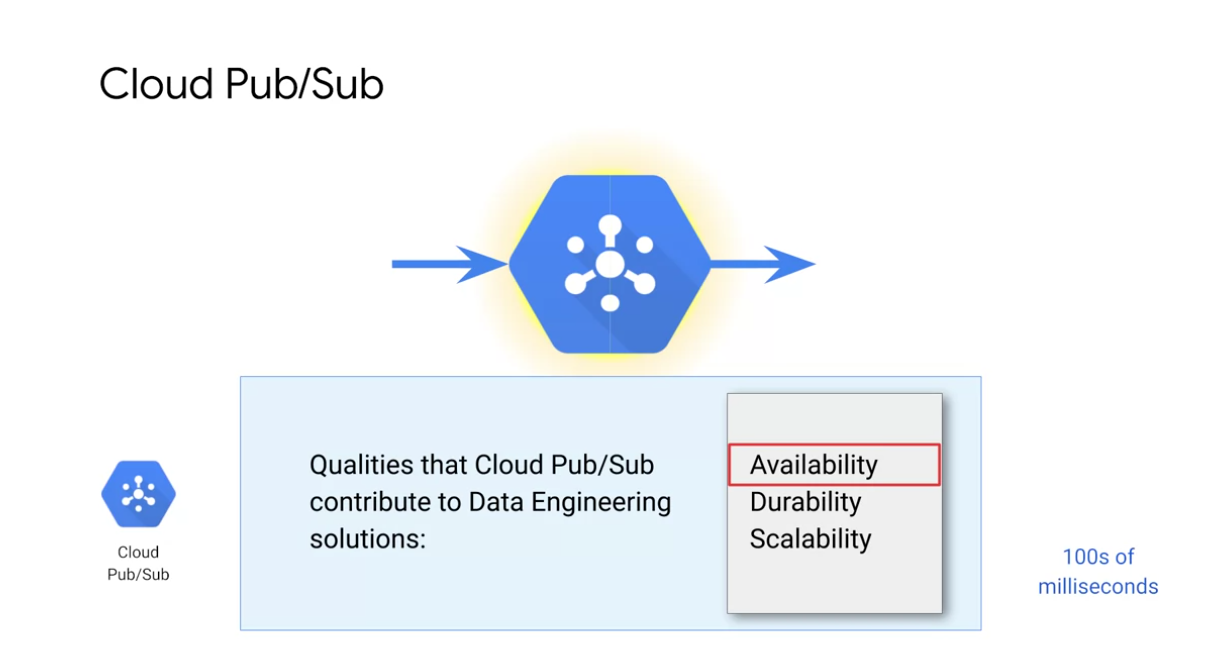 Cloud Pub/Sub
Qualities that Cloud Pub/Sub
contribute to Data Engineering
solutions:
Availability
Durability
Scalability
Cloud
Pub/Sub
100s of
milliseconds